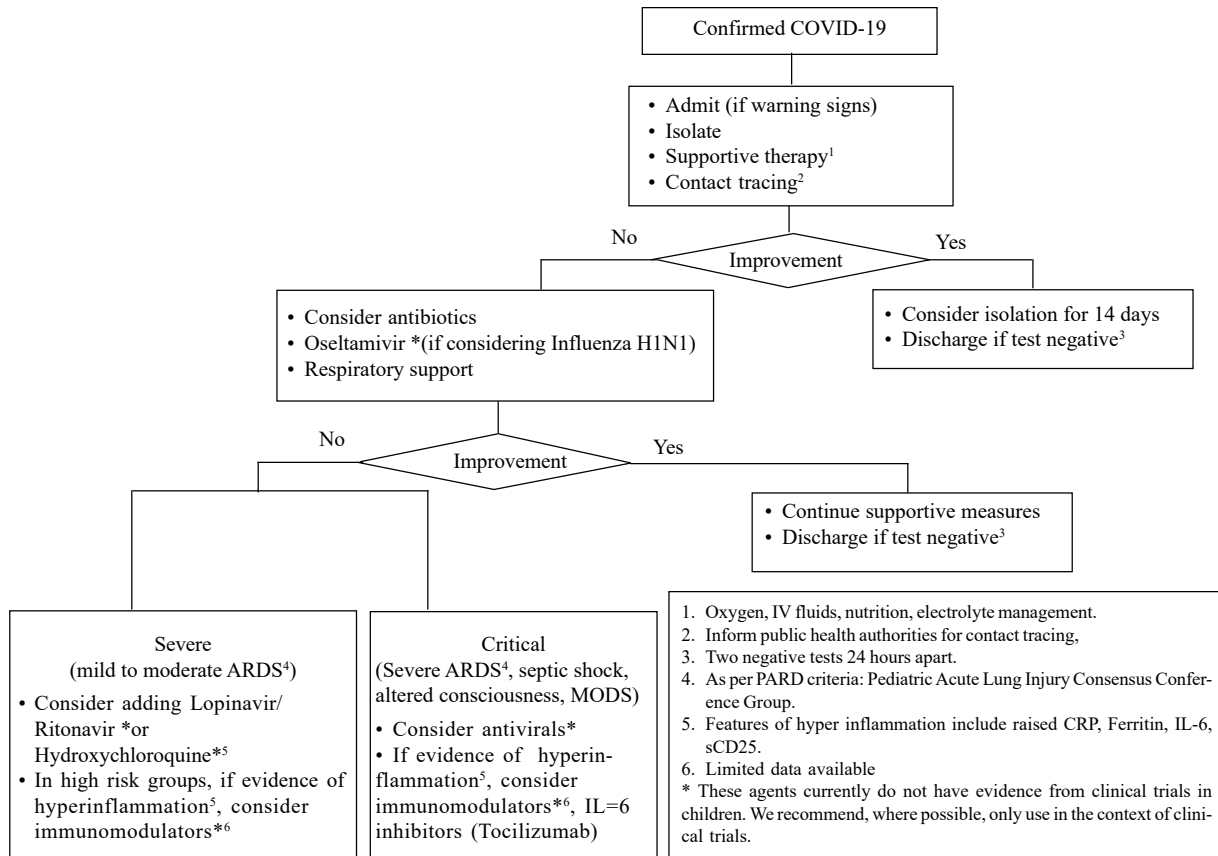 Confirmed COVID-19
• Admit (if warning signs)
• Isolate
• Supportive therapy1
• Contact tracing2
No
Improvement
Yes
• Consider antibiotics
• Oseltamivir *(if considering Influenza H1N1)
• Respiratory support
• Consider isolation for 14 days
• Discharge if test negative3
No
Improvement
Yes
• Continue supportive measures
• Discharge if test negative3
Severe
(mild to moderate ARDS4)
• Consider adding Lopinavir/
Ritonavir *or
Hydroxychloroquine*5
• In high risk groups, if evidence of
hyperinflammation5, consider
immunomodulators*6
Critical
(Severe ARDS4, septic shock,
altered consciousness, MODS)
• Consider antivirals*
• If evidence of hyperin-
flammation5, consider
immunomodulators*6, IL=6
inhibitors (Tocilizumab)
1. Oxygen, IV fluids, nutrition, electrolyte management.
2. Inform public health authorities for contact tracing,
3. Two negative tests 24 hours apart.
4. As per PARD criteria: Pediatric Acute Lung Injury Consensus Confer-
ence Group.
5. Features of hyper inflammation include raised CRP, Ferritin, IL-6,
sCD25.
6. Limited data available
* These agents currently do not have evidence from clinical trials in
children. We recommend, where possible, only use in the context of clini-
cal trials.